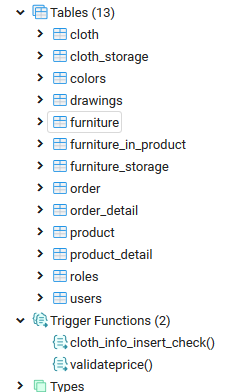 Tables (13)
cloth
cloth_storage
colors
drawings
furniture
furniture_in_product
furniture_storage
order
order_detail
product
product_detail
roles
users
Trigger Functions (2)
cloth_info_insert_check()
validateprice()
Types